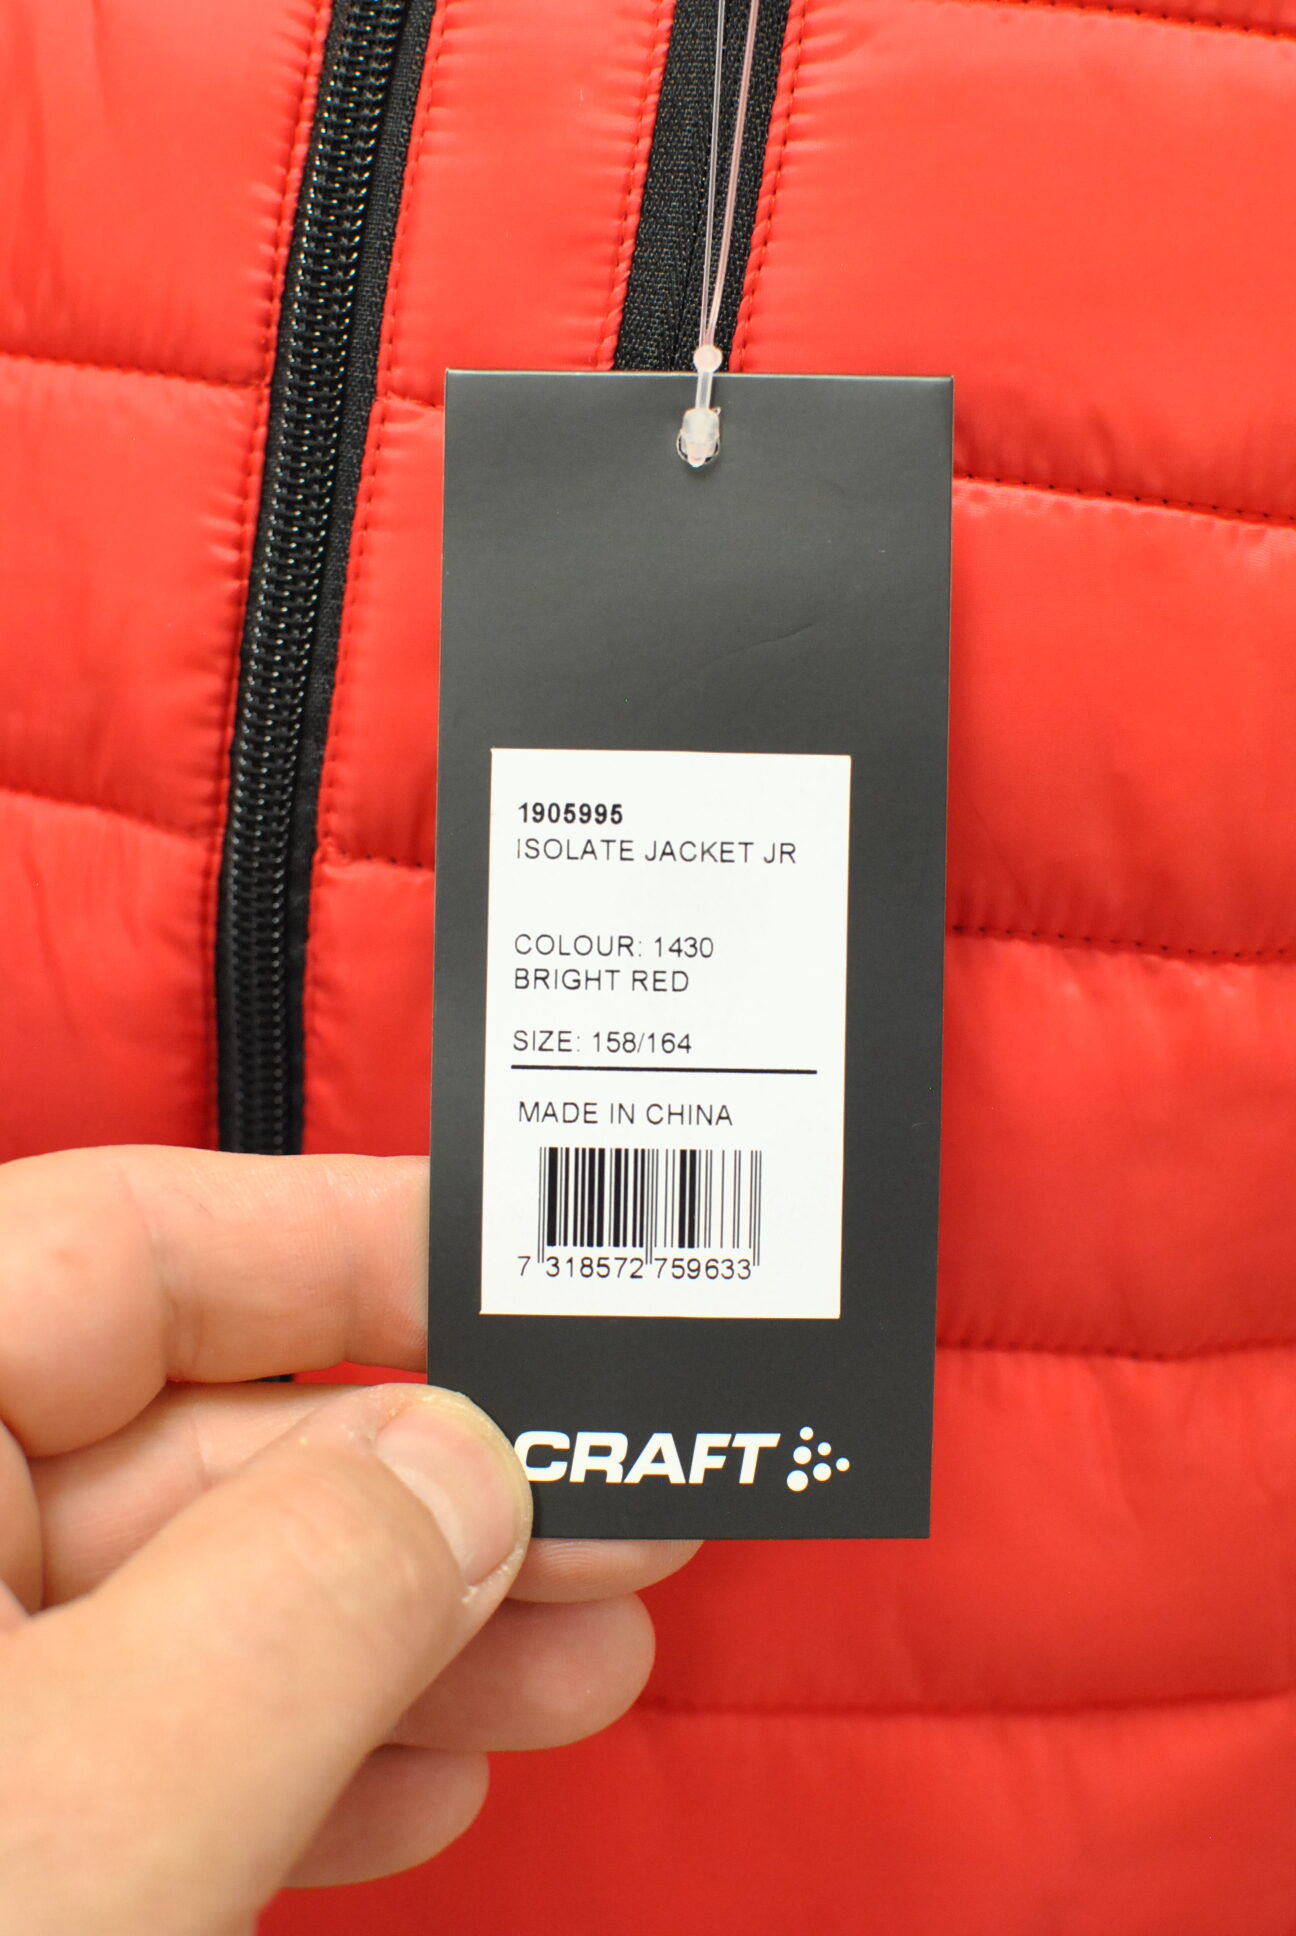 1905995
ISOLATE JACKET JR
COLOUR: 1430
BRIGHT RED
SIZE: 158/164
MADE IN CHINA
7 318572 759633
CRAFT